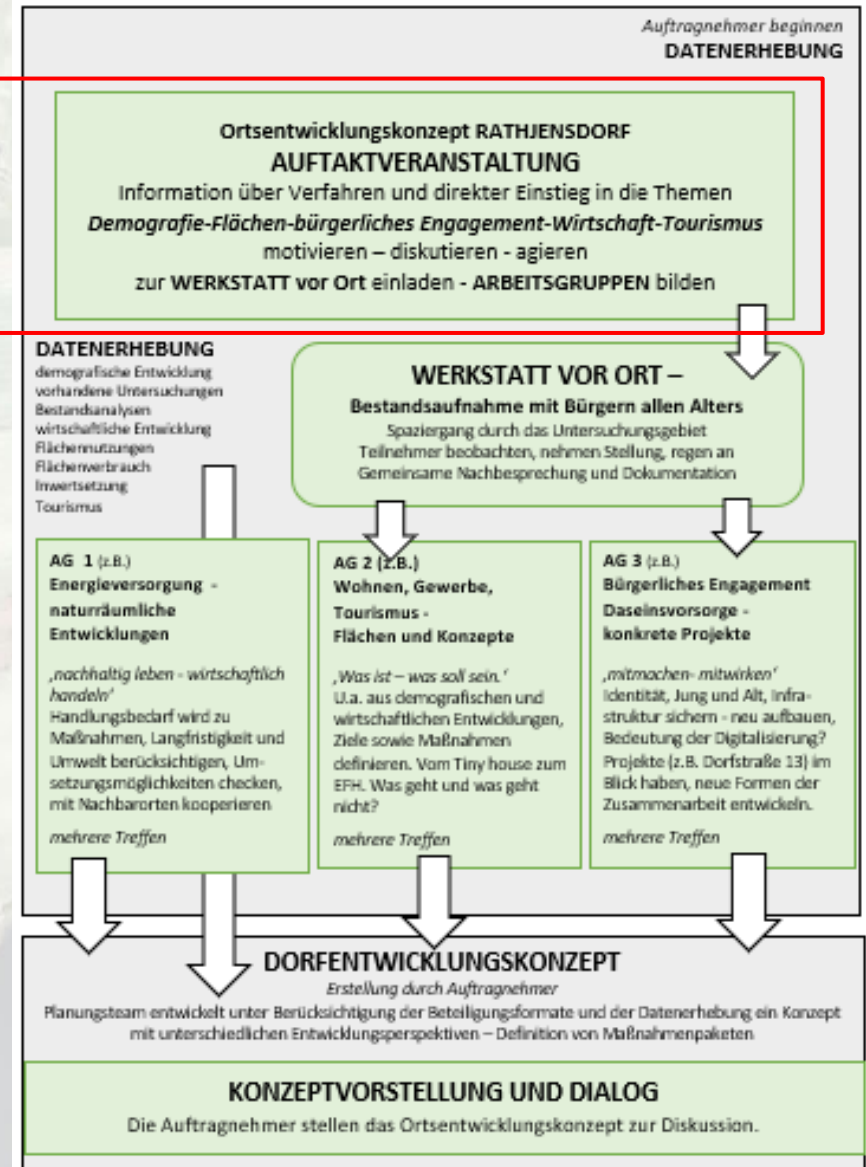 Auftragnehmer beginnen
DATENERHEBUNG
Ortsentwicklungskonzept RATHJENSDORF
AUFTAKTVERANSTALTUNG
Information über Verfahren und direkter Einstieg in die Themen
Demografie-Flächen-bürgerliches Engagement-Wirtschaft-Tourismus
motivieren – diskutieren - agieren
zur WERKSTATT vor Ort einladen - ARBEITSGRUPPEN bilden
DATENERHEBUNG
demografische Entwicklung
vorhandene Untersuchungen
Bestandsanalysen
wirtschaftliche Entwicklung
Flächennutzungen
Flächenverbrauch
Inwertsetzung
Tourismus
WERKSTATT VOR ORT –
Bestandsaufnahme mit Bürgern allen Alters
Spaziergang durch das Untersuchungsgebiet
Teilnehmer beobachten, nehmen Stellung, regen an
Gemeinsame Nachbesprechung und Dokumentation
AG 1 (z.B.)
Energieversorgung -
naturräumliche
Entwicklungen
‚nachhaltig leben - wirtschaftlich
handeln‘
Handlungsbedarf wird zu
Maßnahmen, Langfristigkeit und
Umwelt berücksichtigen, Um-
setzungsmöglichkeiten checken,
mit Nachbarorten kooperieren
mehrere Treffen
AG 2 (z.B.)
Wohnen, Gewerbe,
Tourismus -
Flächen und Konzepte
‚Was ist – was soll sein.‘
U.a. aus demografischen und
wirtschaftlichen Entwicklungen,
Ziele sowie Maßnahmen
definieren. Vom Tiny house zum
EFH. Was geht und was geht
nicht?
mehrere Treffen
AG 3 (z.B.)
Bürgerliches Engagement
Daseinsvorsorge -
konkrete Projekte
‚mitmachen- mitwirken‘
Identität, Jung und Alt, Infra-
struktur sichern - neu aufbauen,
Bedeutung der Digitalisierung?
Projekte (z.B. Dorfstraße 13) im
Blick haben, neue Formen der
Zusammenarbeit entwickeln.
mehrere Treffen
DORFENTWICKLUNGSKONZEPT
Erstellung durch Auftragnehmer
Planungsteam entwickelt unter Berücksichtigung der Beteiligungsformate und der Datenerhebung ein Konzept
mit unterschiedlichen Entwicklungsperspektiven – Definition von Maßnahmenpaketen
KONZEPTVORSTELLUNG UND DIALOG
Die Auftragnehmer stellen das Ortsentwicklungskonzept zur Diskussion.